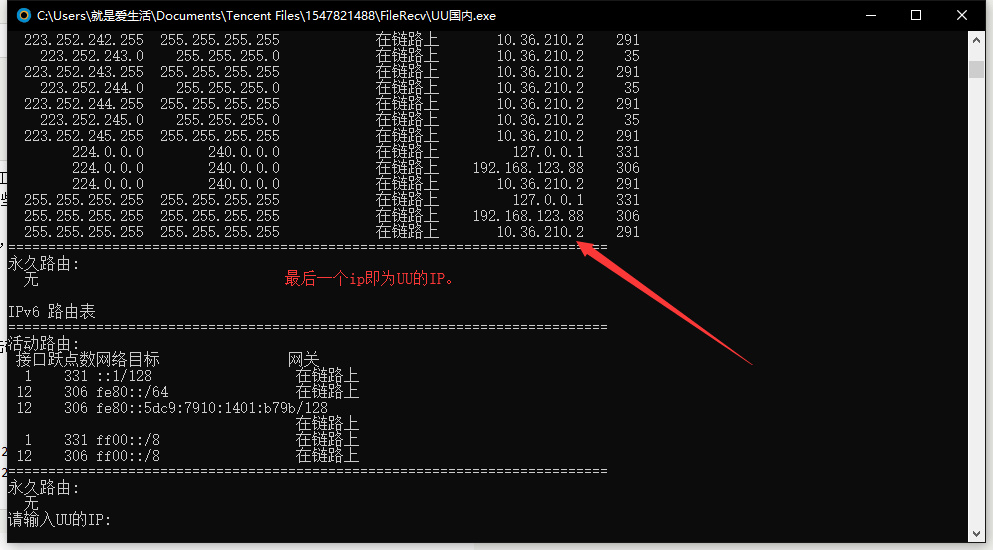 C:\Users\就是爱生活\Documents\Tencent Files\1547821488\FileRecv\UU国内.exe
223.252.242.255 255.255.255.255 在链路上 10.36.210.2 291
223.252.243.0 255.255.255.0 在链路上 10.36.210.2 35
223.252.243.255 255.255.255.255 在链路上 10.36.210.2 291
223.252.244.0 255.255.255.0 在链路上 10.36.210.2 35
223.252.244.255 255.255.255.255 在链路上 10.36.210.2 291
223.252.245.0 255.255.255.0 在链路上 10.36.210.2 35
223.252.245.255 255.255.255.255 在链路上 10.36.210.2 291
224.0.0.0 240.0.0.0 在链路上 127.0.0.1 331
224.0.0.0 240.0.0.0 在链路上 192.168.123.88 306
224.0.0.0 240.0.0.0 在链路上 10.36.210.2 291
255.255.255.255 255.255.255.255 在链路上 127.0.0.1 331
255.255.255.255 255.255.255.255 在链路上 192.168.123.88 306
255.255.255.255 255.255.255.255 在链路上 10.36.210.2 291
===========================================================================
永久路由:
无
最后一个ip即为UU的IP。
IPv6 路由表
===========================================================================
活动路由:
接口跃点数网络目标 网关
1 331 ::1/128 在链路上
12 306 fe80::/64 在链路上
12 306 fe80::5dc9:7910:1401:b79b/128
在链路上
1 331 ff00::/8 在链路上
12 306 ff00::/8 在链路上
===========================================================================
永久路由:
无
请输入UU的IP: